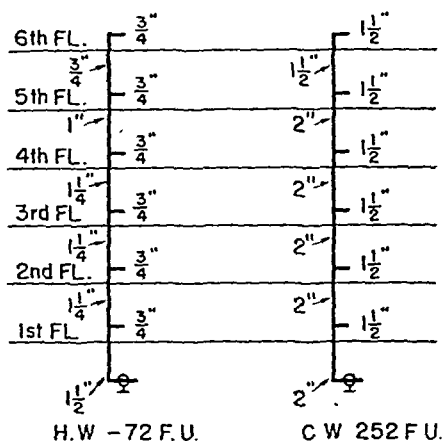 6th FL. 3/4" 1 1/2"
3/4" 1 1/2"
5th FL. 3/4" 1 1/2"
1" 2"
4th FL. 3/4" 1 1/2"
1 1/4" 2"
3rd FL 3/4" 1 1/2"
1 1/4" 2"
2nd FL. 3/4" 1 1/2"
1 1/4" 2"
1st FL 3/4" 1 1/2"
1 1/2" 2"
H.W -72 F.U. C W 252 F U.